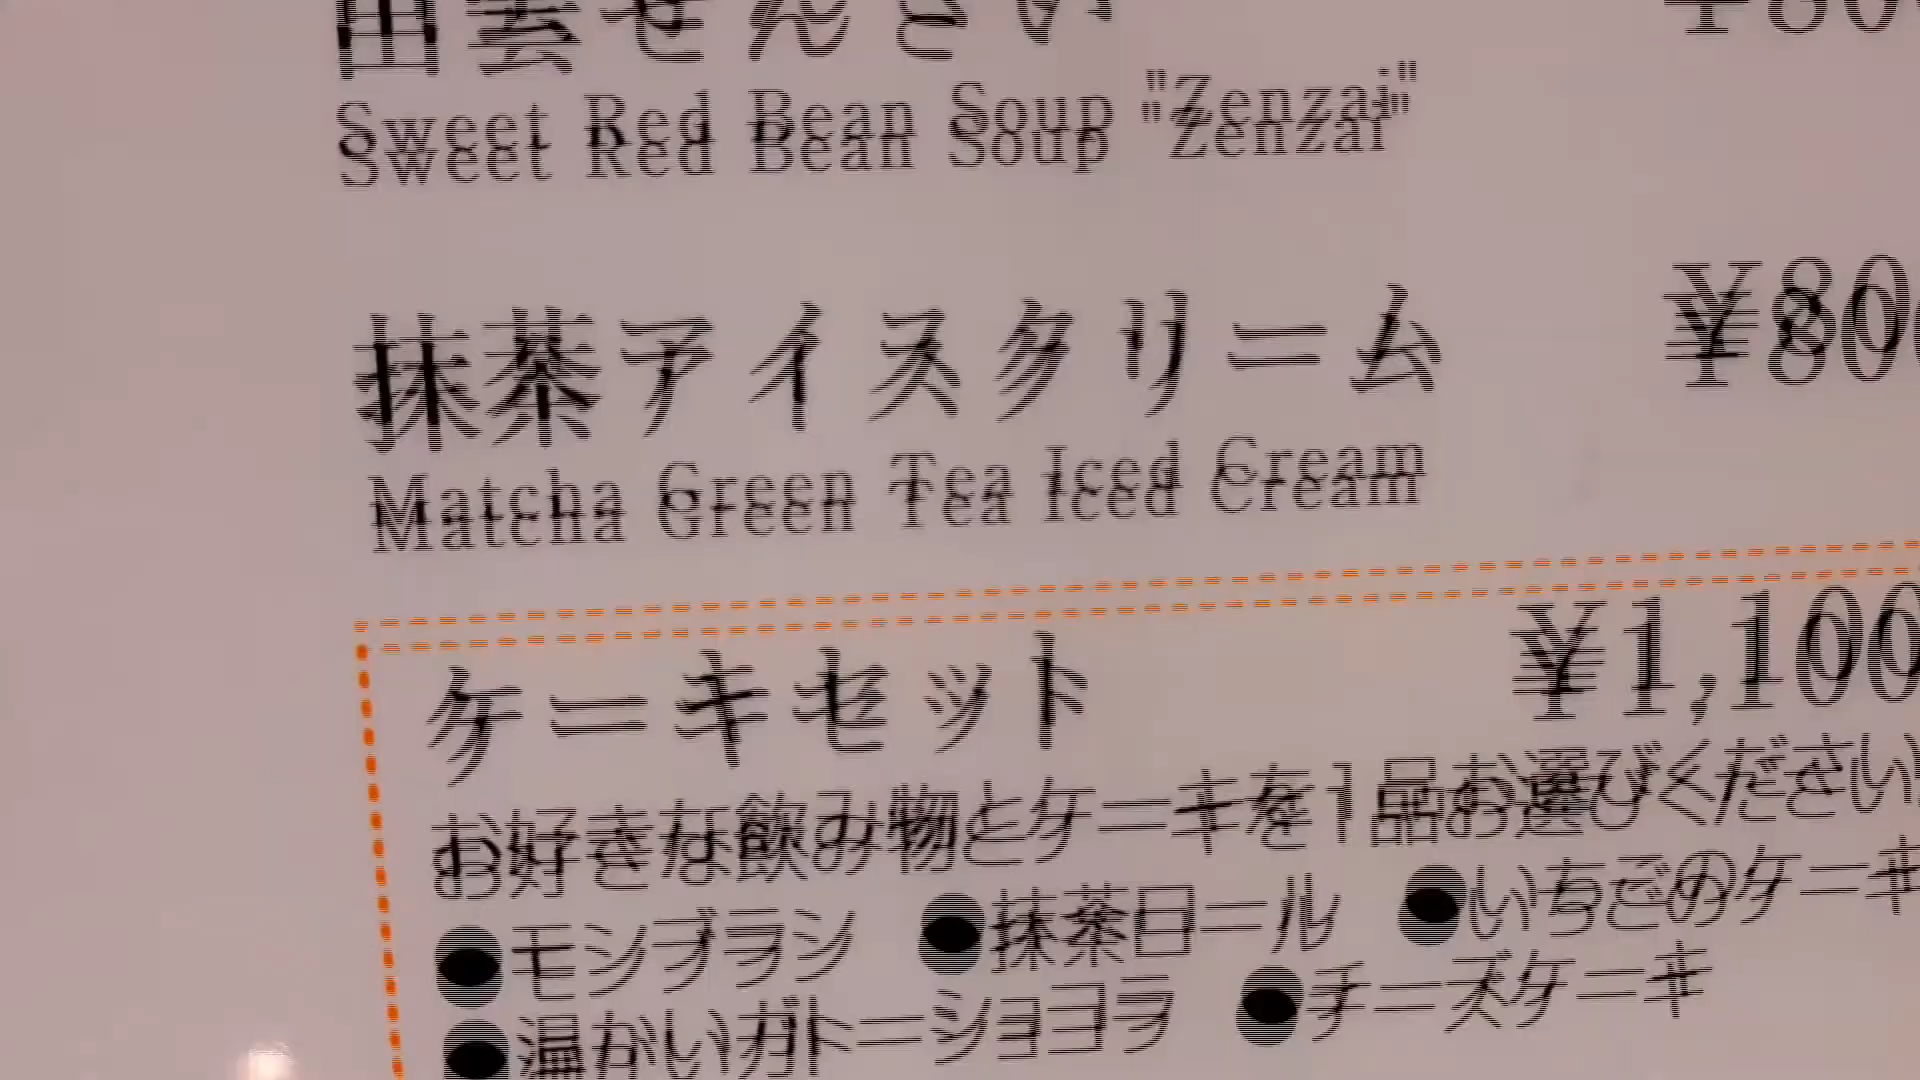 出雲ぜんざい
Sweet Red Bean Soup "Zenzai"
抹茶アイスクリーム ¥80
Matcha Green Tea Iced Cream
ケーキセット ¥1,100
お好きな飲み物とケーキを1品お選びください
●モンブラン ●抹茶ロール ●いちごのケーキ
●温かいガトーショコラ ●チーズケーキ